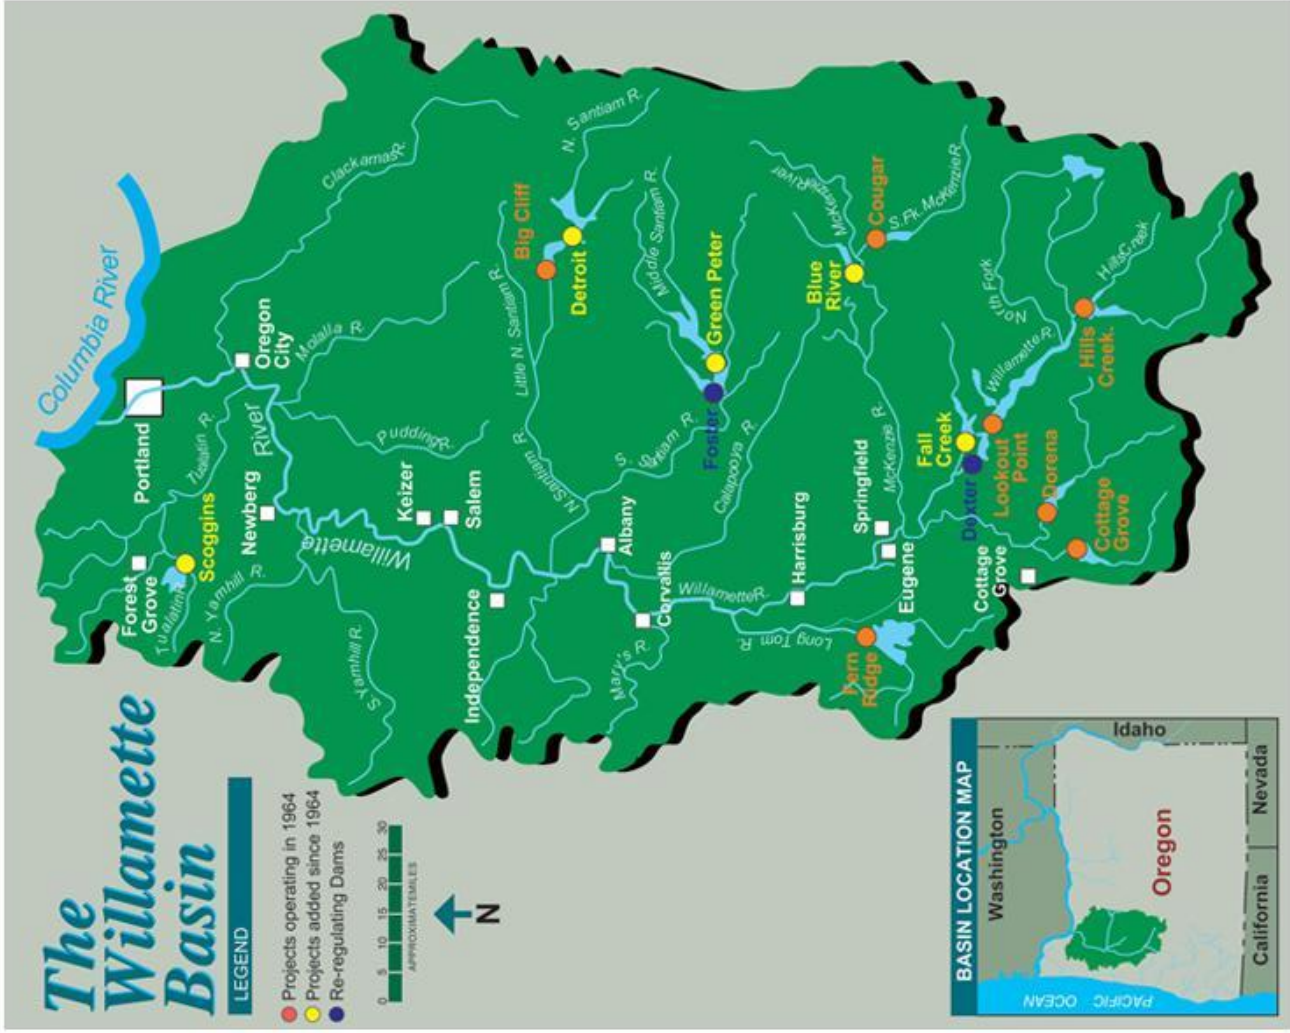 The
Willamette
Basin
LEGEND
Projects operating in 1964
Projects added since 1964
Re-regulating Dams
0 5 10 15 20 25 30
APPROXIMATEMILES
N
Columbia River
Portland
Oregon
City
Forest
Grove
Scoggins
Newberg
Keizer
Salem
Independence
Albany
Corvallis
Harrisburg
Springfield
Eugene
Cottage
Grove
Big Cliff
Detroit
Green Peter
Foster
Blue
River
Cougar
Fall
Creek
Dexter
Lookout
Point
Dorena
Cottage
Grove
Hills
Creek.
Fern
Ridge
Clackamas R.
Molalla R.
Pudding R.
Tualatin R.
Tualatin R.
River
Willamette
N. Yamhill R.
S. Yamhill R.
N. Santiam R.
Little N. Santiam R.
N Santiam R.
Middle Santiam R.
S. Santiam R.
Calapooya R.
Mary's R.
Willamette R.
Long Tom R.
McKenzie R.
McKenzie River
S. Fk. McKenzie R.
North Fork
Willamette R.
Hills Creek
BASIN LOCATION MAP
Washington
Idaho
Oregon
California
Nevada
PACIFIC OCEAN